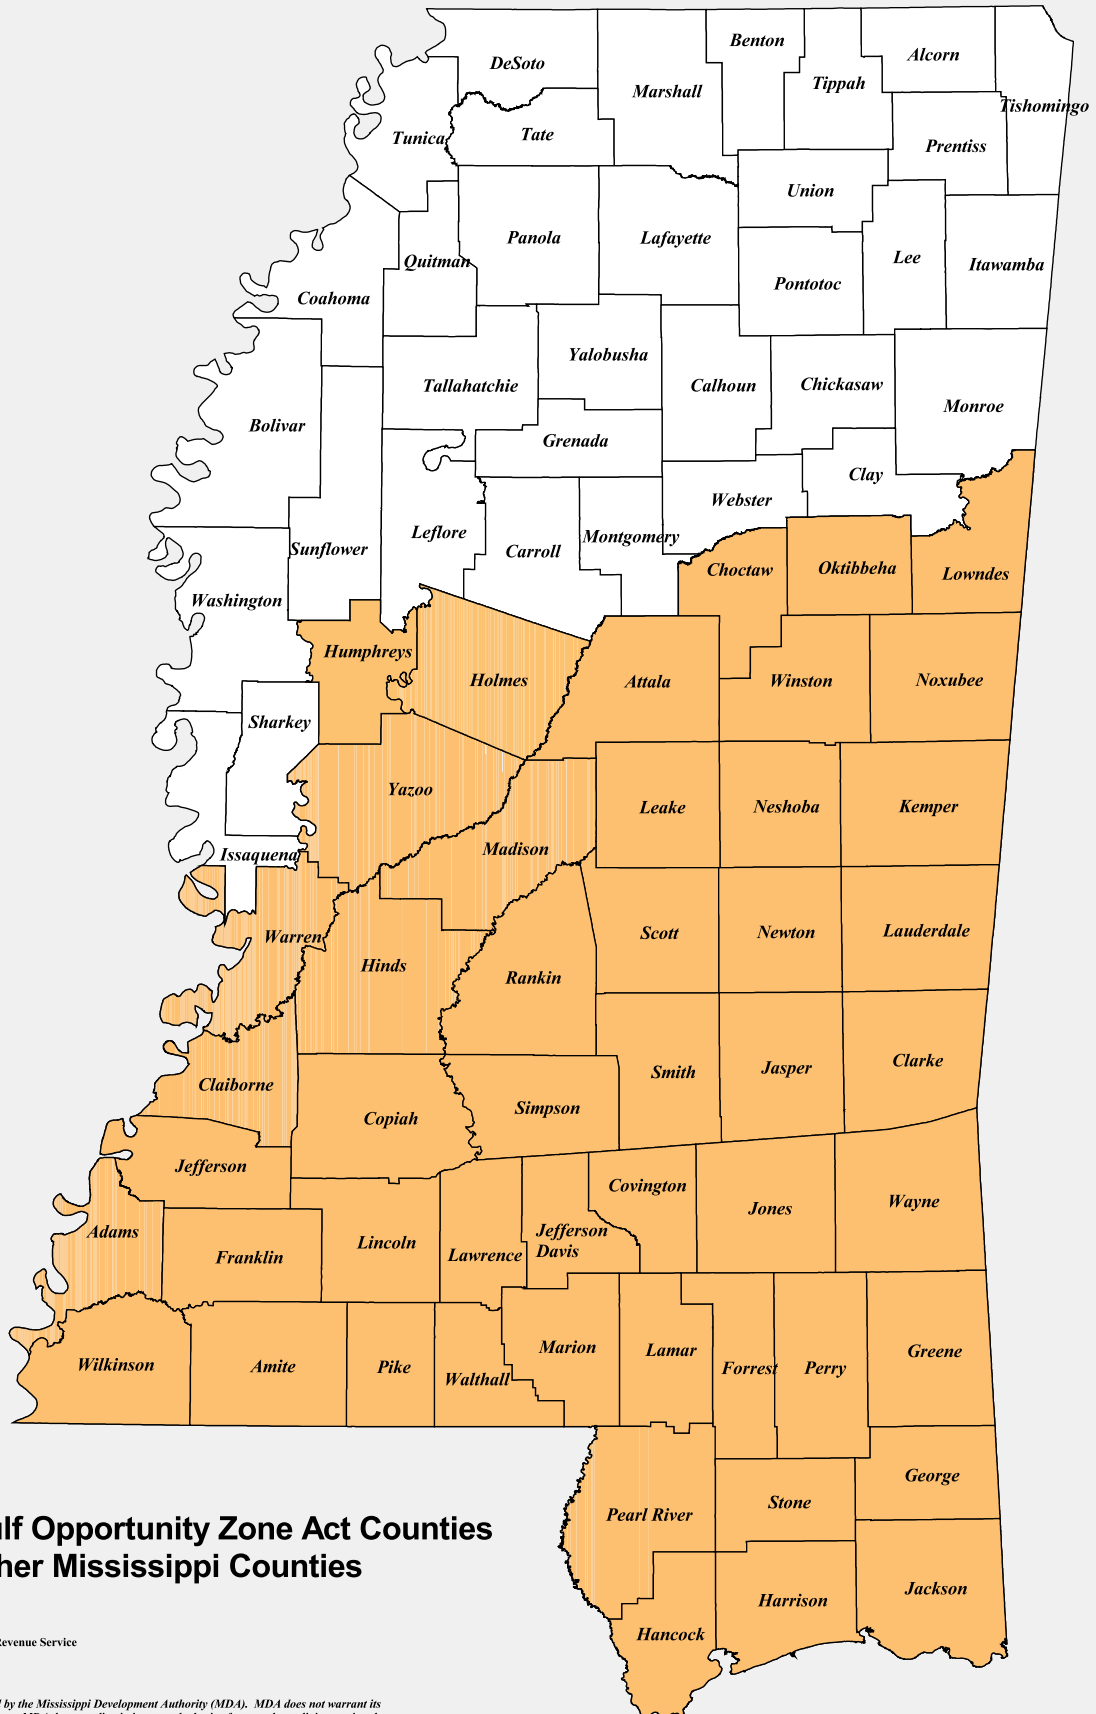 Benton
Alcorn
DeSoto
Tippah
Marshall
Tishomingo
Tunica
Tate
Prentiss
Union
Panola
Lafayette
Lee
Quitman
Itawamba
Pontotoc
Coahoma
Yalobusha
Tallahatchie
Calhoun
Chickasaw
Monroe
Bolivar
Grenada
Clay
Webster
Leflore
Montgomery
Sunflower
Carroll
Choctaw
Oktibbeha
Lowndes
Washington
Humphreys
Holmes
Attala
Winston
Noxubee
Sharkey
Yazoo
Leake
Neshoba
Kemper
Issaquena
Madison
Warren
Scott
Newton
Lauderdale
Hinds
Rankin
Claiborne
Smith
Jasper
Clarke
Copiah
Simpson
Jefferson
Covington
Jones
Wayne
Adams
Franklin
Lincoln
Lawrence
Jefferson
Davis
Wilkinson
Amite
Pike
Walthall
Marion
Lamar
Forrest
Perry
Greene
George
Pearl River
Stone
Jackson
Harrison
Hancock
lf Opportunity Zone Act Counties
her Mississippi Counties
Revenue Service
by the Mississippi Development Authority (MDA). MDA does not warrant its